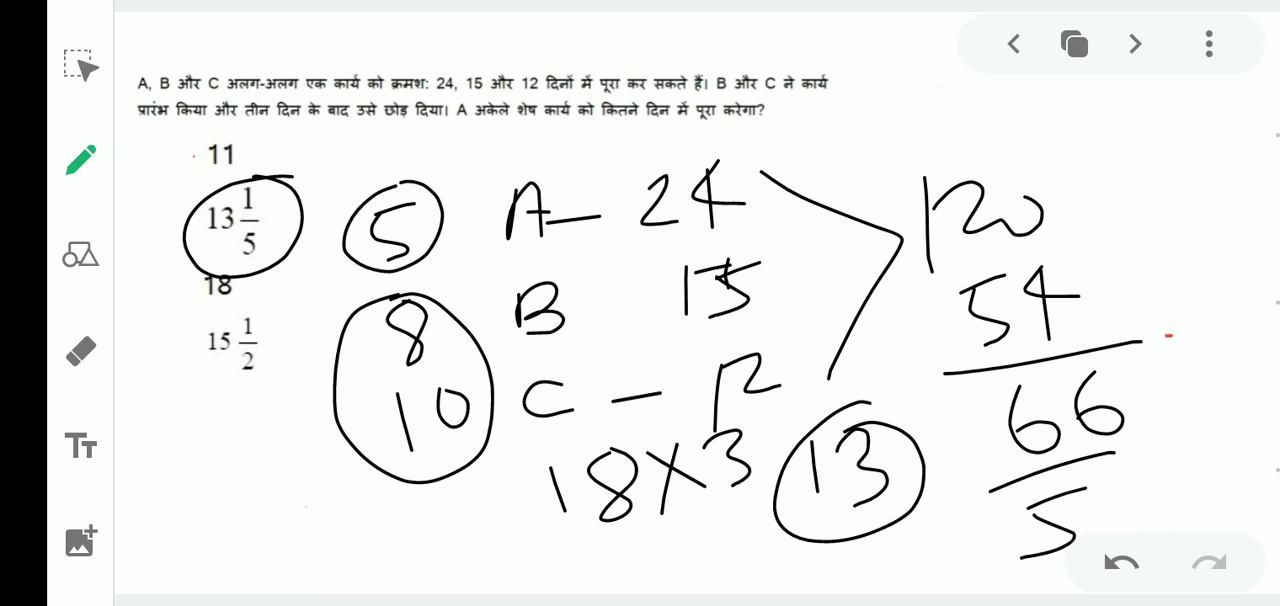 A, B और C अलग-अलग एक कार्य को क्रमश: 24, 15 और 12 दिनों में पूरा कर सकते हैं। B और C ने कार्य
प्रारंभ किया और तीन दिन के बाद उसे छोड़ दिया। A अकेले शेष कार्य को कितने दिन में पूरा करेगा?
11
13 1/5
18
15 1/2
5 A — 24 120
8 B 15 54
10 C — 12 66
18 × 3 13 5
TT